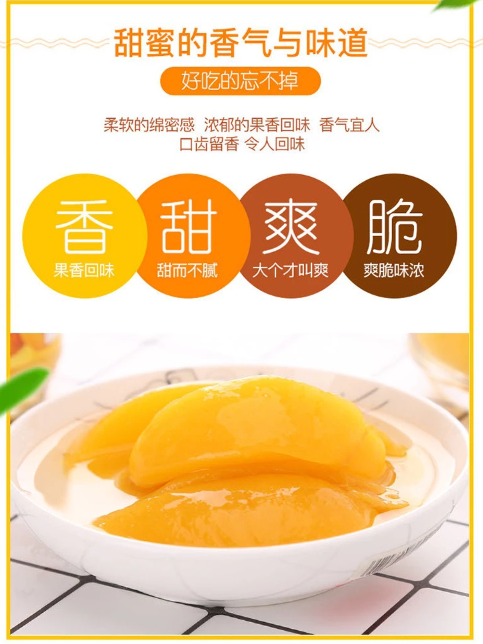 甜蜜的香气与味道
好吃的忘不掉
柔软的绵密感 浓郁的果香回味 香气宜人
口齿留香 令人回味
香 甜 爽 脆
果香回味 甜而不腻 大个才叫爽 爽脆味浓